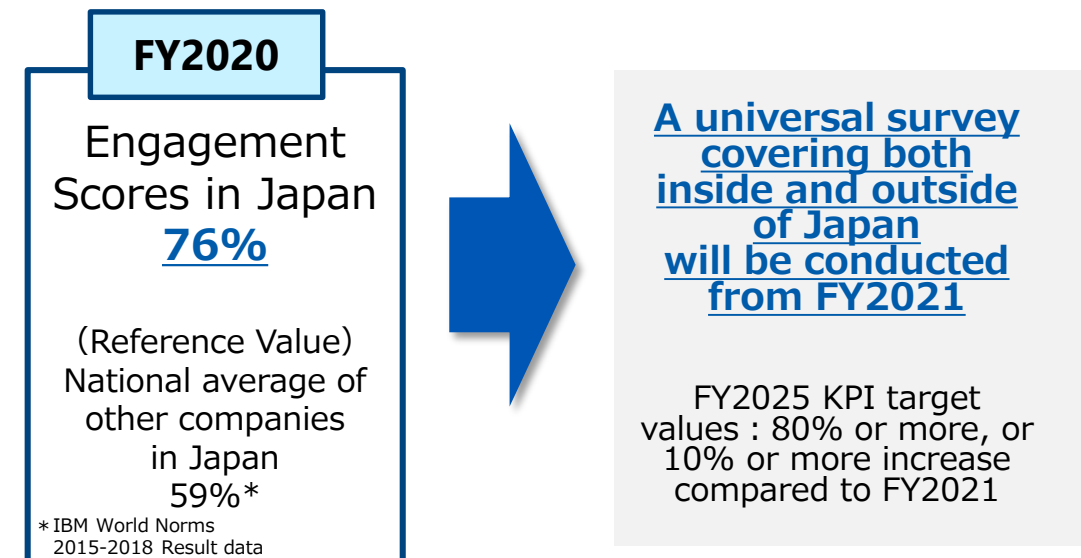 FY2020
Engagement
Scores in Japan
76%
（Reference Value）
National average of
other companies
in Japan
59%*
＊IBM World Norms
2015-2018 Result data
A universal survey
covering both
inside and outside
of Japan
will be conducted
from FY2021
FY2025 KPI target
values : 80% or more, or
10% or more increase
compared to FY2021